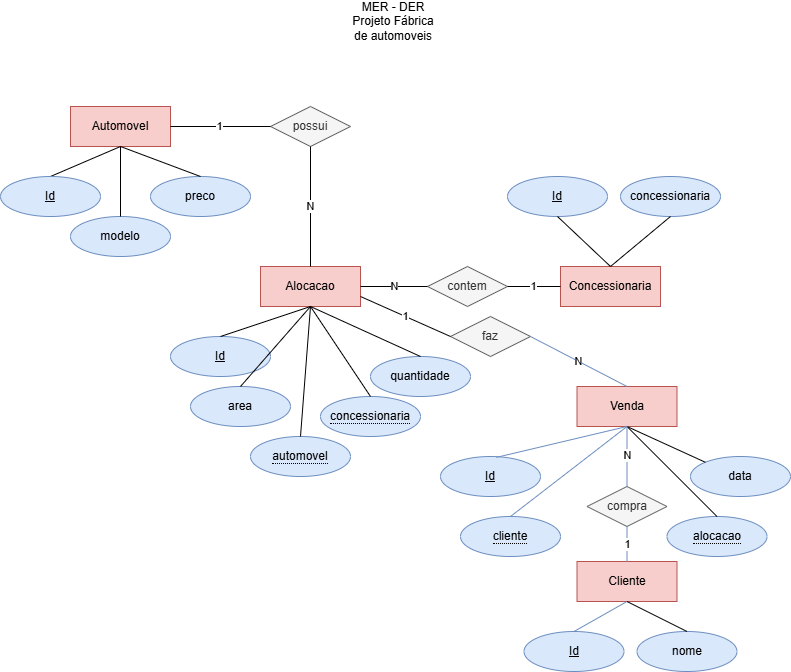 MER - DER
Projeto Fábrica
de automoveis
Automovel
1
possui
Id
preco
modelo
N
Id
concessionaria
Alocacao
N
contem
1
Concessionaria
1
faz
Id
quantidade
N
area
concessionaria
Venda
automovel
N
Id
data
compra
cliente
alocacao
1
Cliente
Id
nome